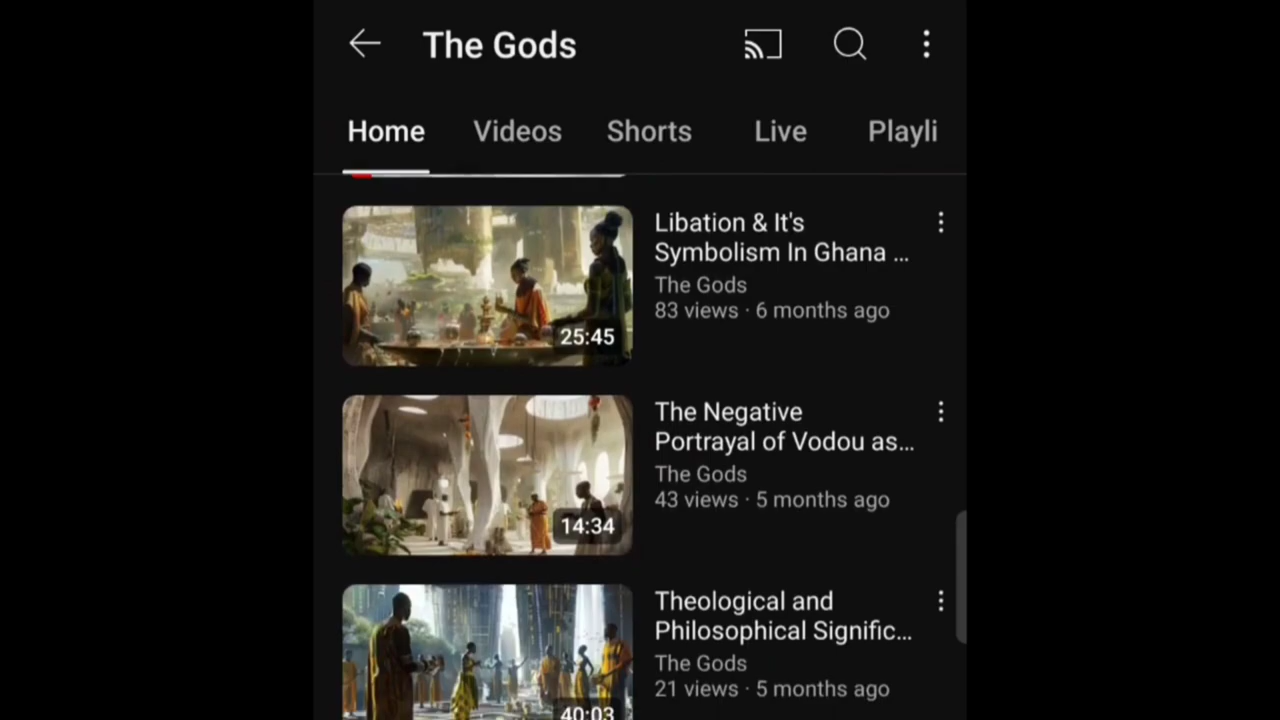 The Gods
Home Videos Shorts Live Playli
Libation & It's
Symbolism In Ghana ...
The Gods
83 views · 6 months ago
25:45
The Negative
Portrayal of Vodou as...
The Gods
43 views · 5 months ago
14:34
Theological and
Philosophical Signific...
The Gods
21 views · 5 months ago
40:03